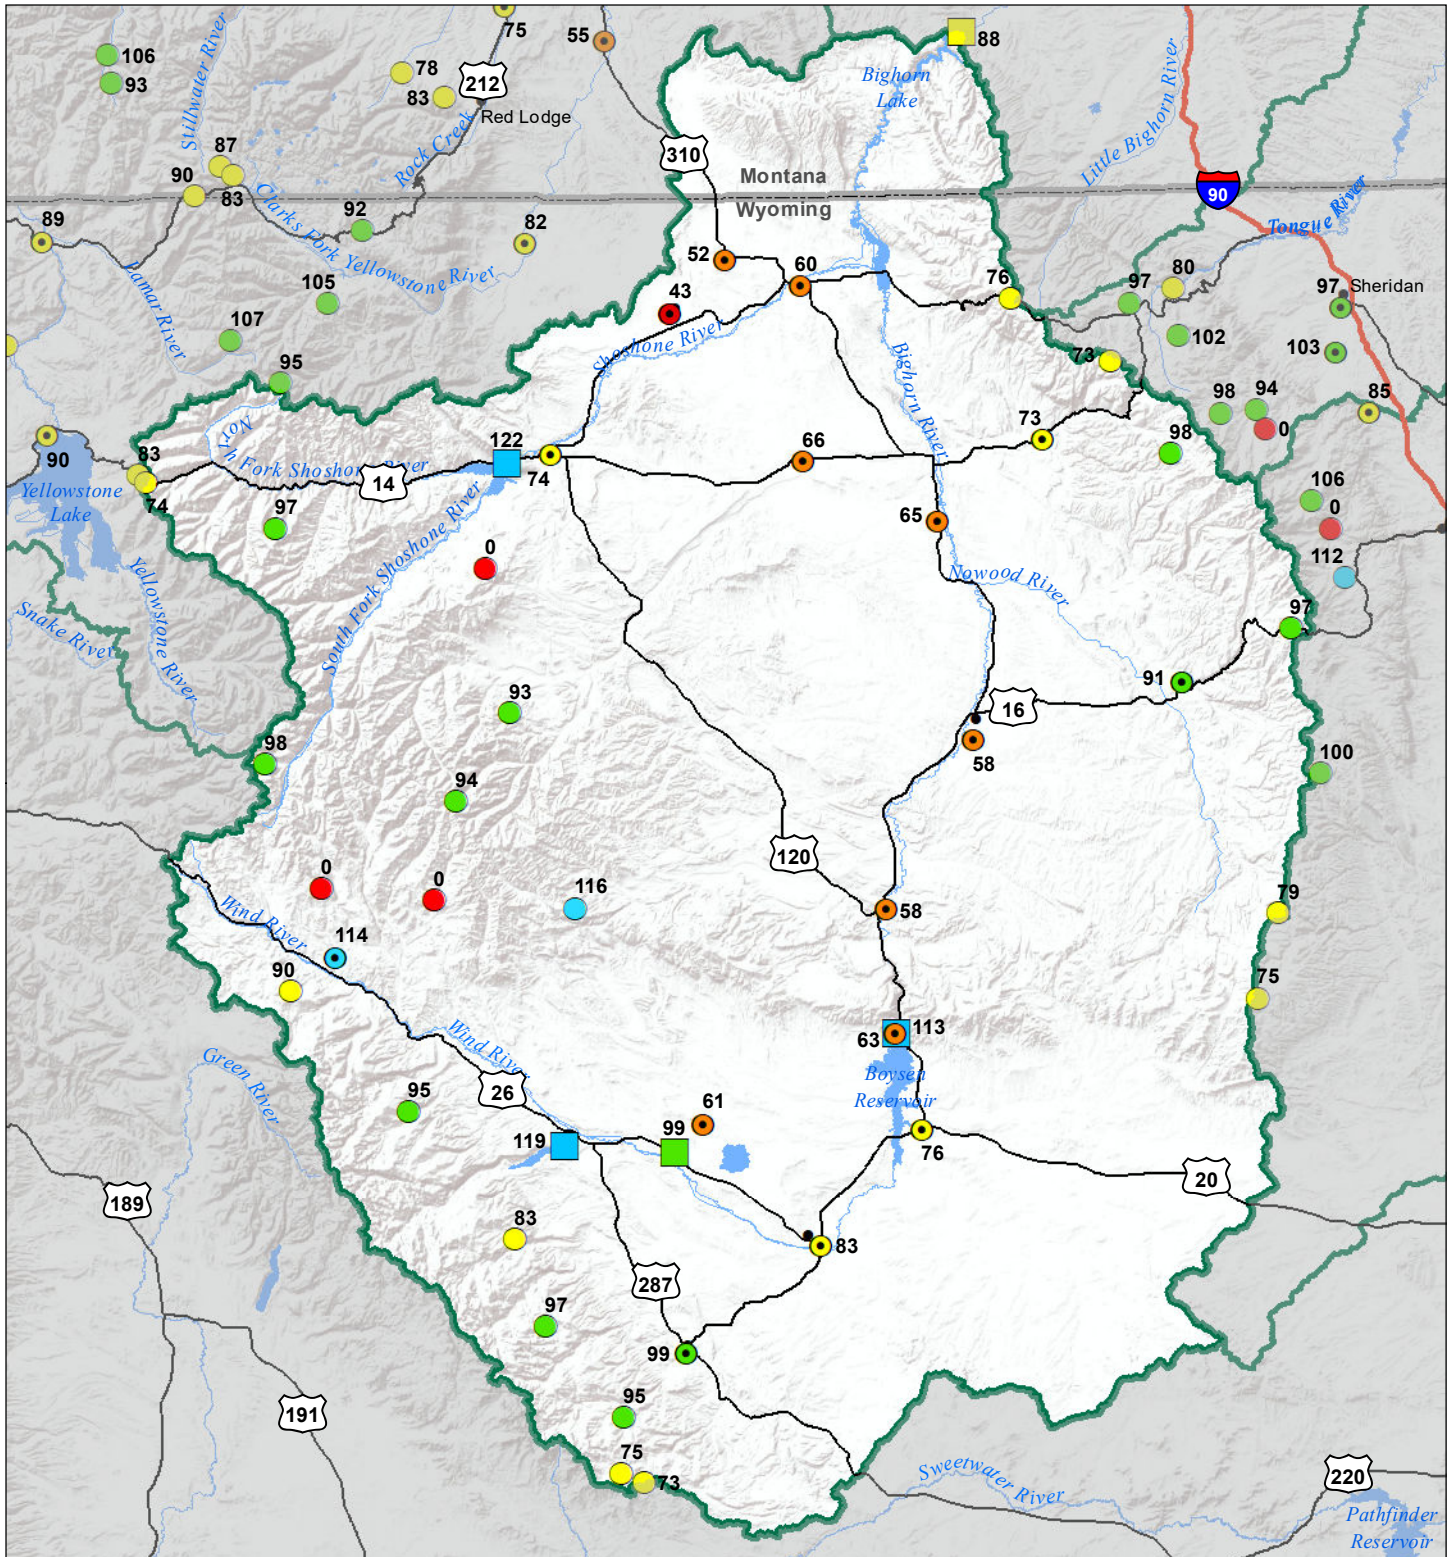 75
55
88
106
93
78
83
212
Red Lodge
Stillwater River
Rock Creek
Bighorn
Lake
Little Bighorn River
310
Montana
Wyoming
90
87
90
83
Clarks Fork Yellowstone River
92
89
82
Lamar River
Tongue River
52
60
76
97
80
97
Sheridan
105
43
107
Shoshone River
102
103
95
73
Bighorn River
98
94
0
85
North Fork Shoshone River
90
83
74
Yellowstone
Lake
14
122
74
66
73
98
97
65
106
0
112
South Fork Shoshone River
0
Nowood River
Yellowstone River
Snake River
97
91
93
16
58
98
100
94
120
0
0
116
58
79
Wind River
114
90
75
63
113
Wind River
Boysen
Reservoir
Green River
95
26
61
99
119
76
20
189
83
83
287
97
99
191
95
75
73
Sweetwater River
220
Pathfinder
Reservoir